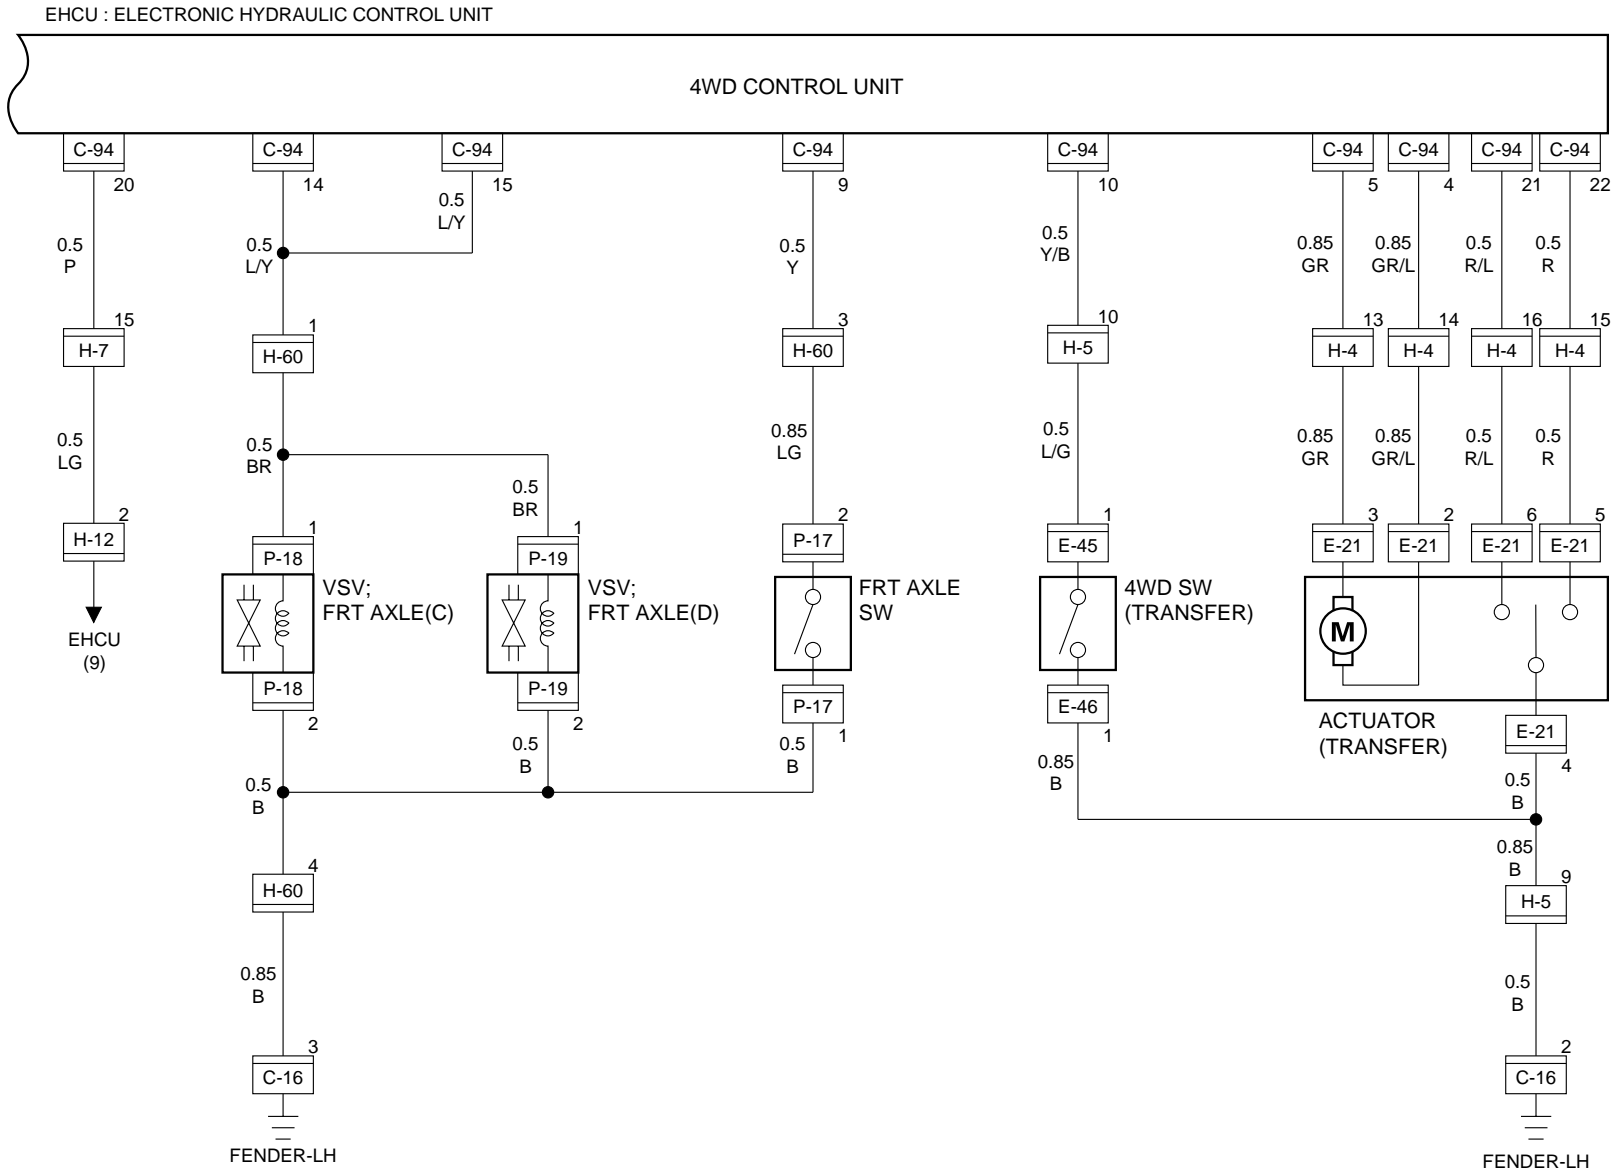 EHCU : ELECTRONIC HYDRAULIC CONTROL UNIT
4WD CONTROL UNIT
C-94 C-94 C-94 C-94 C-94 C-94 C-94 C-94 C-94
20 14 15 9 10 5 4 21 22
0.5
L/Y
0.5 0.5 0.5 0.5 0.85 0.85 0.5 0.5
P L/Y Y Y/B GR GR/L R/L R
15 1 3 10 13 14 16 15
H-7 H-60 H-60 H-5 H-4 H-4 H-4 H-4
0.5 0.5 0.85 0.5 0.85 0.85 0.5 0.5
LG BR LG L/G GR GR/L R/L R
0.5
BR
2 1 1 2 1 3 2 6 5
H-12 P-18 P-19 P-17 E-45 E-21 E-21 E-21 E-21
VSV;
FRT AXLE(C)
VSV;
FRT AXLE(D)
FRT AXLE
SW
4WD SW
(TRANSFER)
M
EHCU
(9)
P-18 P-19 P-17 E-46
2 2 1 1
ACTUATOR
(TRANSFER)
E-21
4
0.5
B
0.5
B
0.85
B
0.5
B
0.5
B
0.85
B
4
H-60
9
H-5
0.85
B
0.5
B
3
C-16
2
C-16
FENDER-LH
FENDER-LH